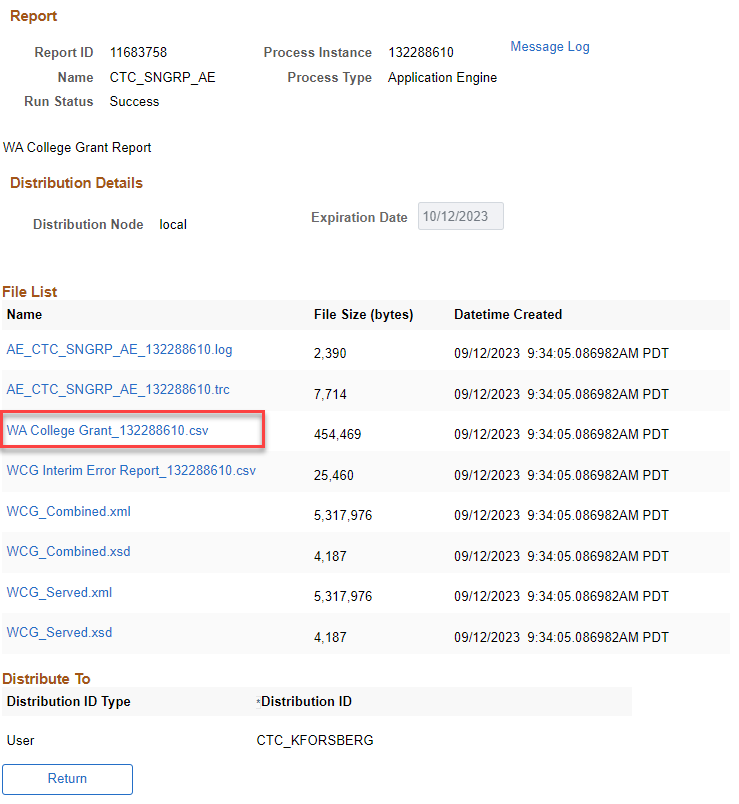 Report
Report ID 11683758 Process Instance 132288610 Message Log
Name CTC_SNGRP_AE Process Type Application Engine
Run Status Success
WA College Grant Report
Distribution Details
Distribution Node local Expiration Date 10/12/2023
File List
Name File Size (bytes) Datetime Created
AE_CTC_SNGRP_AE_132288610.log 2,390 09/12/2023 9:34:05.086982AM PDT
AE_CTC_SNGRP_AE_132288610.trc 7,714 09/12/2023 9:34:05.086982AM PDT
WA College Grant_132288610.csv 454,469 09/12/2023 9:34:05.086982AM PDT
WCG Interim Error Report_132288610.csv 25,460 09/12/2023 9:34:05.086982AM PDT
WCG_Combined.xml 5,317,976 09/12/2023 9:34:05.086982AM PDT
WCG_Combined.xsd 4,187 09/12/2023 9:34:05.086982AM PDT
WCG_Served.xml 5,317,976 09/12/2023 9:34:05.086982AM PDT
WCG_Served.xsd 4,187 09/12/2023 9:34:05.086982AM PDT
Distribute To
Distribution ID Type *Distribution ID
User CTC_KFORSBERG
Return